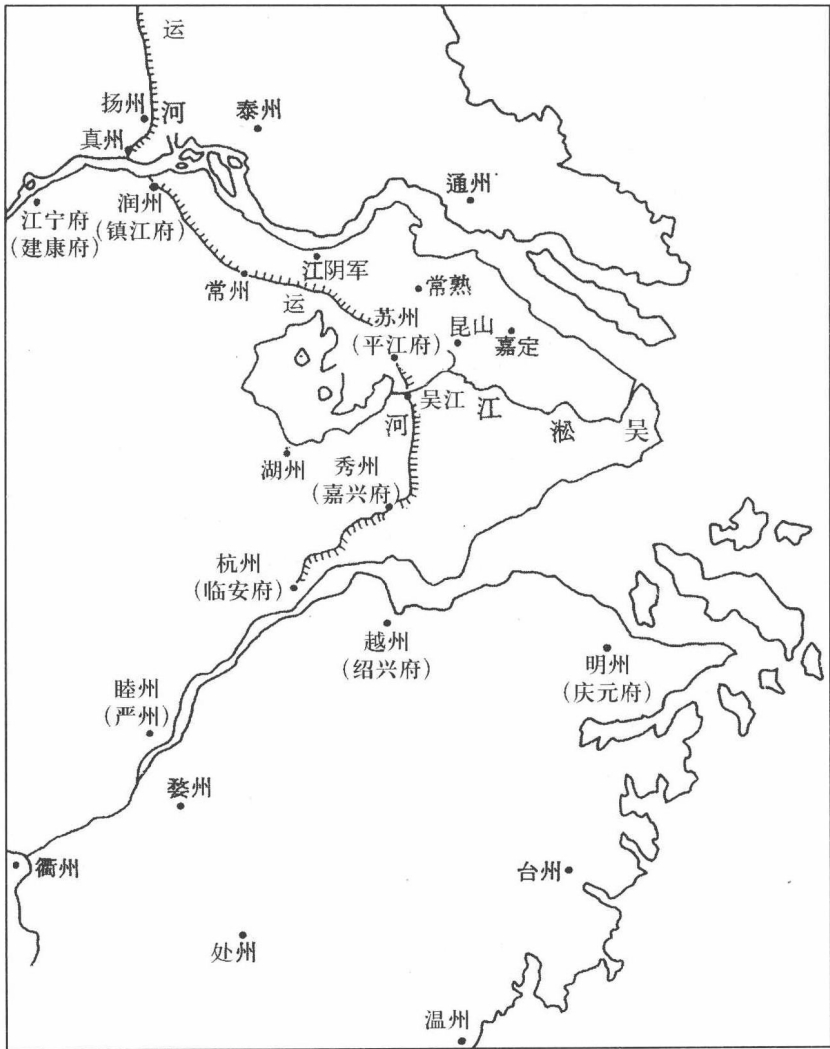 运
河
扬州
泰州
真州
通州
江宁府
(建康府)
润州
(镇江府)
江阴军
常州
运
常熟
苏州
(平江府)
昆山
嘉定
吴江
河
江
淞
吴
湖州
秀州
(嘉兴府)
杭州
(临安府)
越州
(绍兴府)
明州
(庆元府)
睦州
(严州)
婺州
衢州
台州
处州
温州